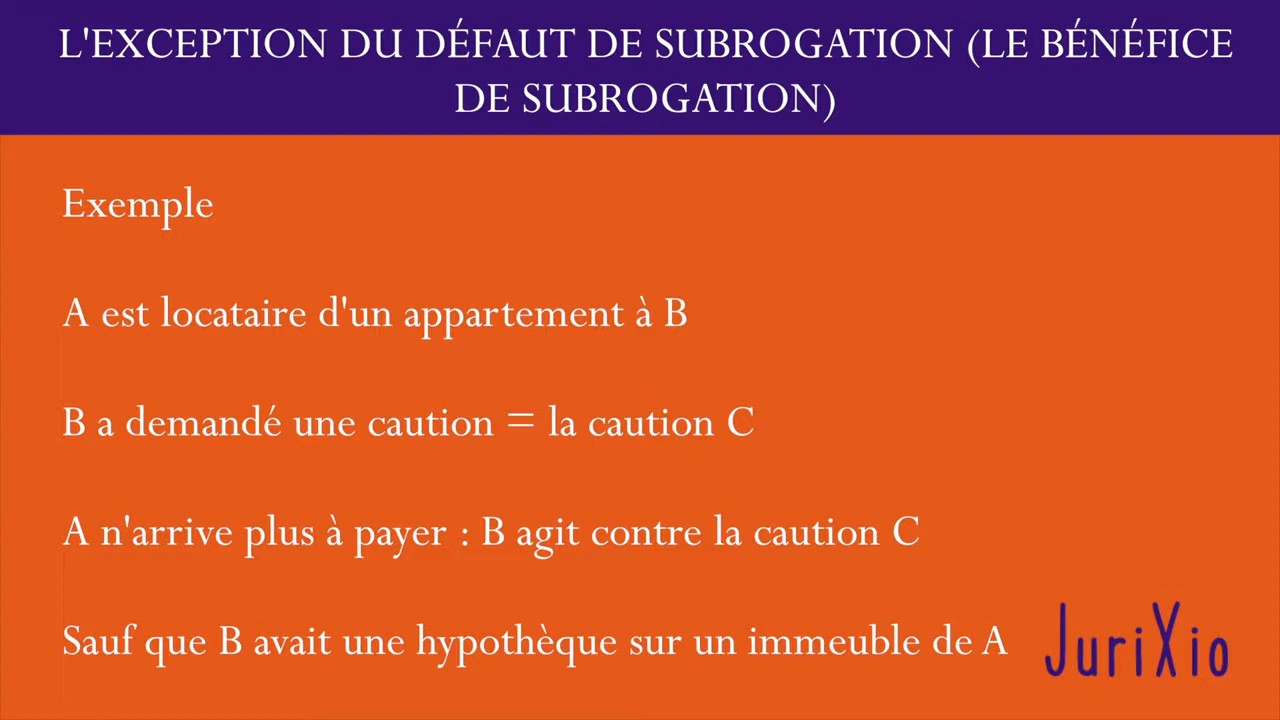 L'EXCEPTION DU DÉFAUT DE SUBROGATION (LE BÉNÉFICE
DE SUBROGATION)
Exemple
A est locataire d'un appartement à B
B a demandé une caution = la caution C
A n'arrive plus à payer : B agit contre la caution C
Sauf que B avait une hypothèque sur un immeuble de A
JuriXio